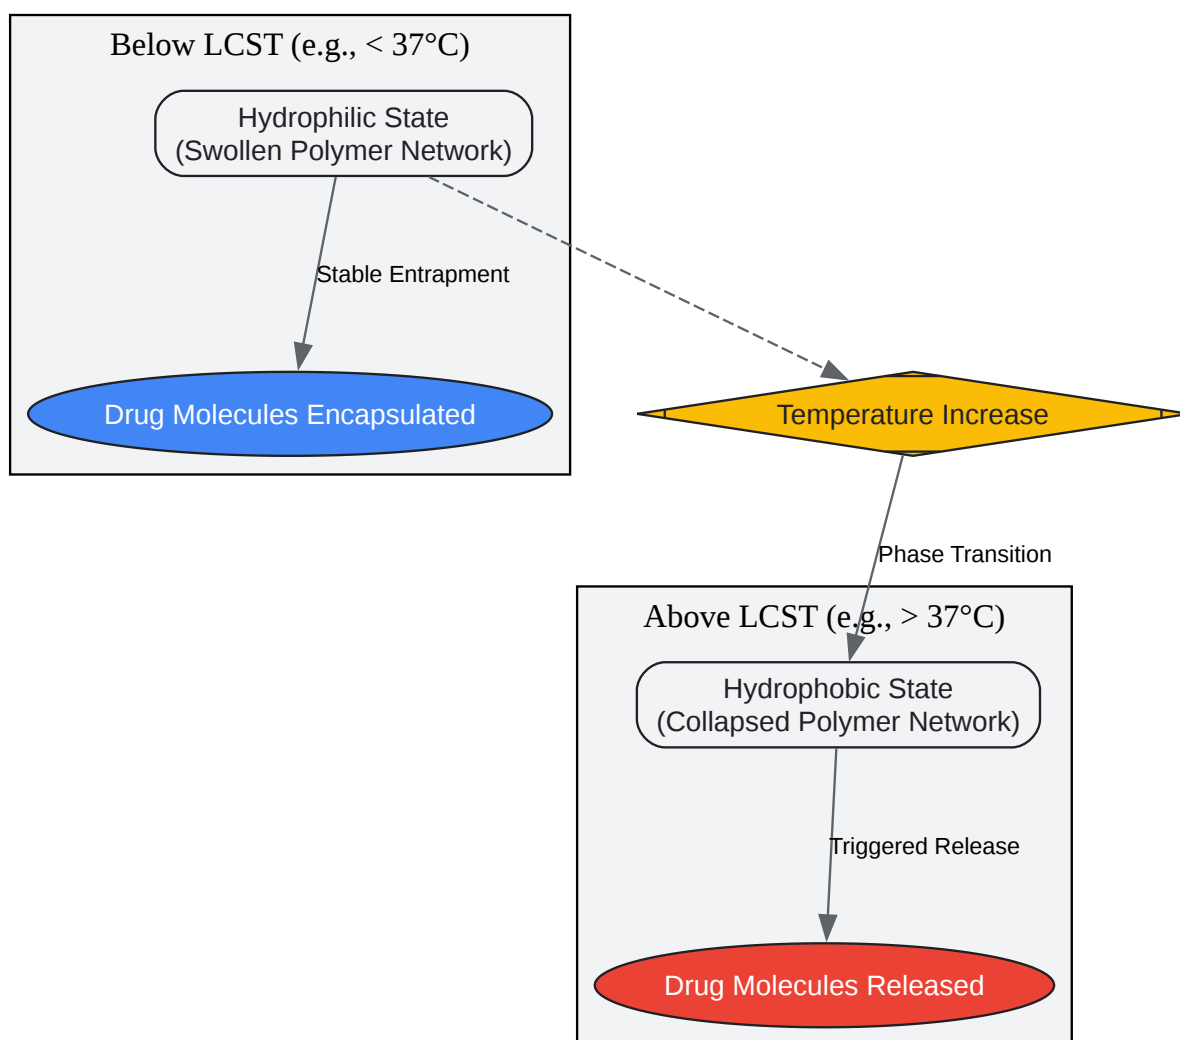 Below LCST (e.g., < 37°C)
Hydrophilic State
(Swollen Polymer Network)
Stable Entrapment
Drug Molecules Encapsulated
Temperature Increase
Phase Transition
Above LCST (e.g., > 37°C)
Hydrophobic State
(Collapsed Polymer Network)
Triggered Release
Drug Molecules Released